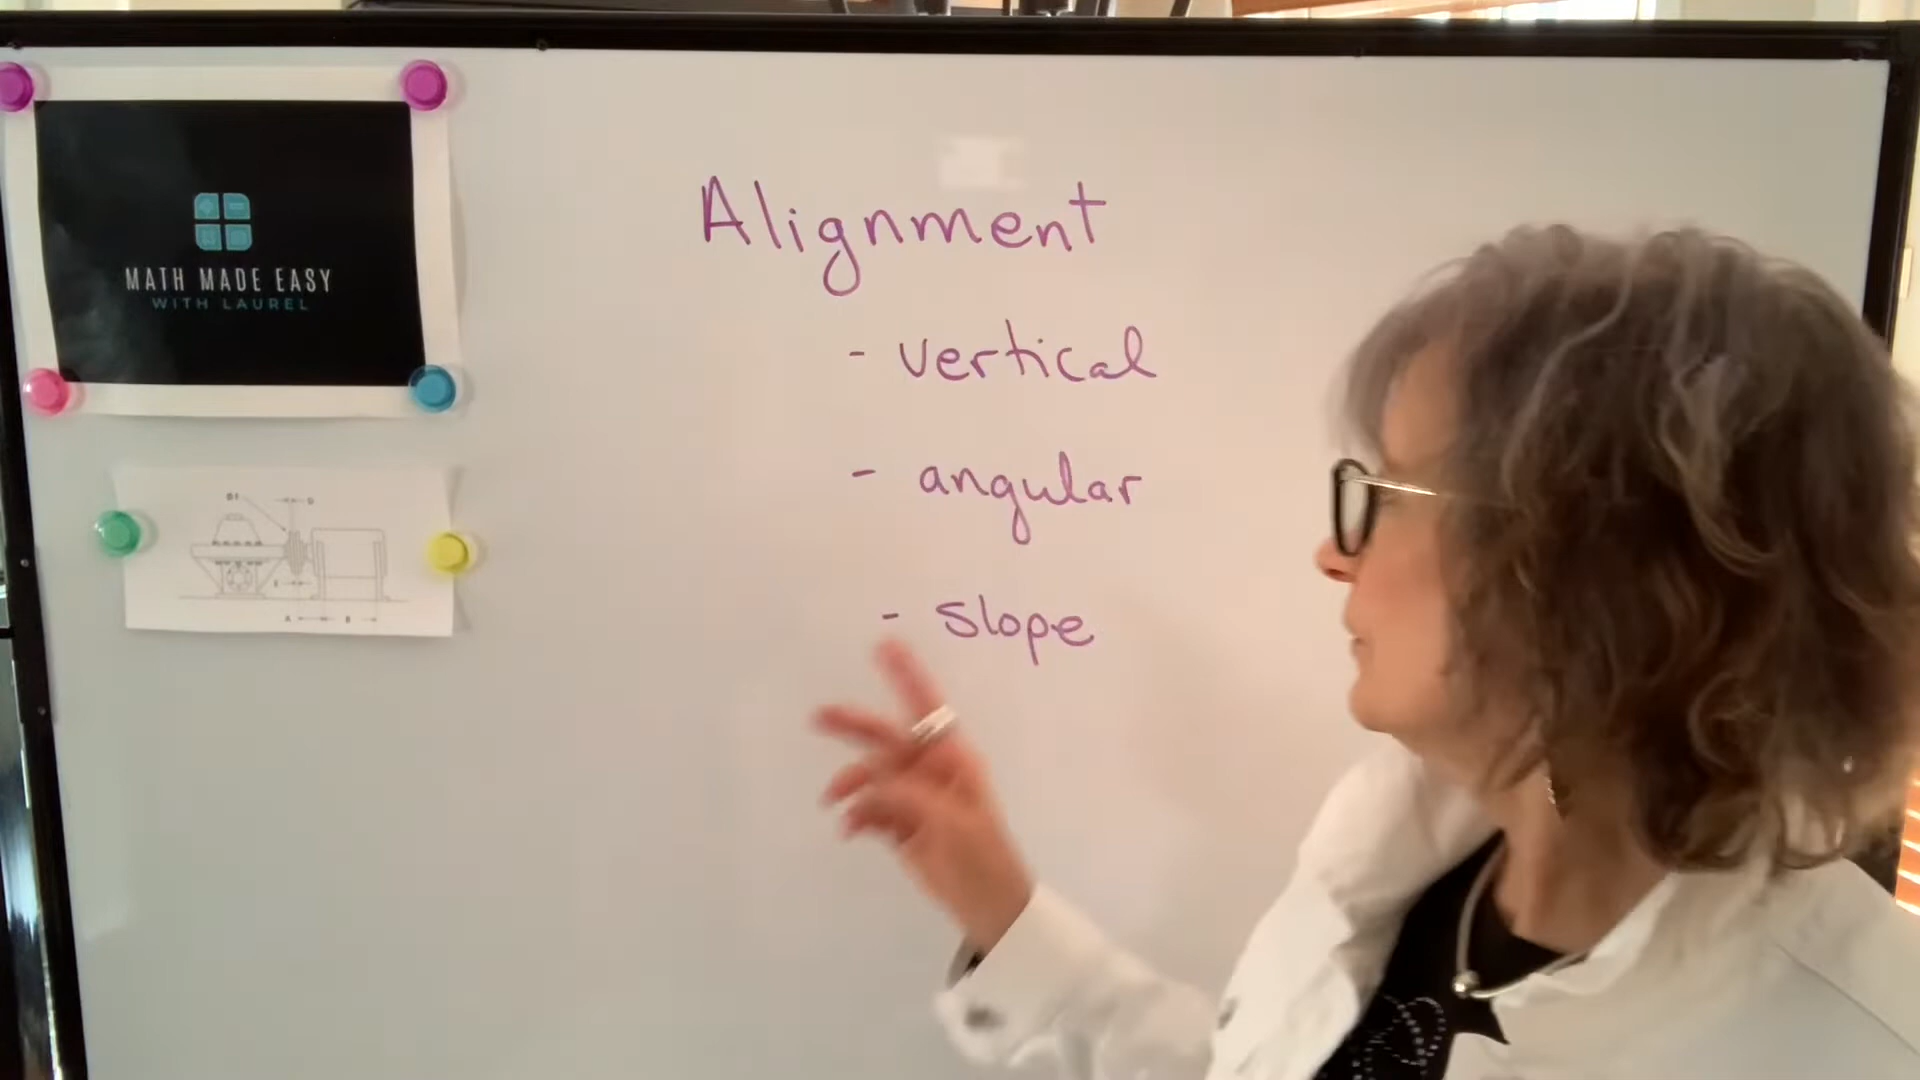 MATH MADE EASY
WITH LAUREL
Alignment
- vertical
- angular
- slope
D
A
B